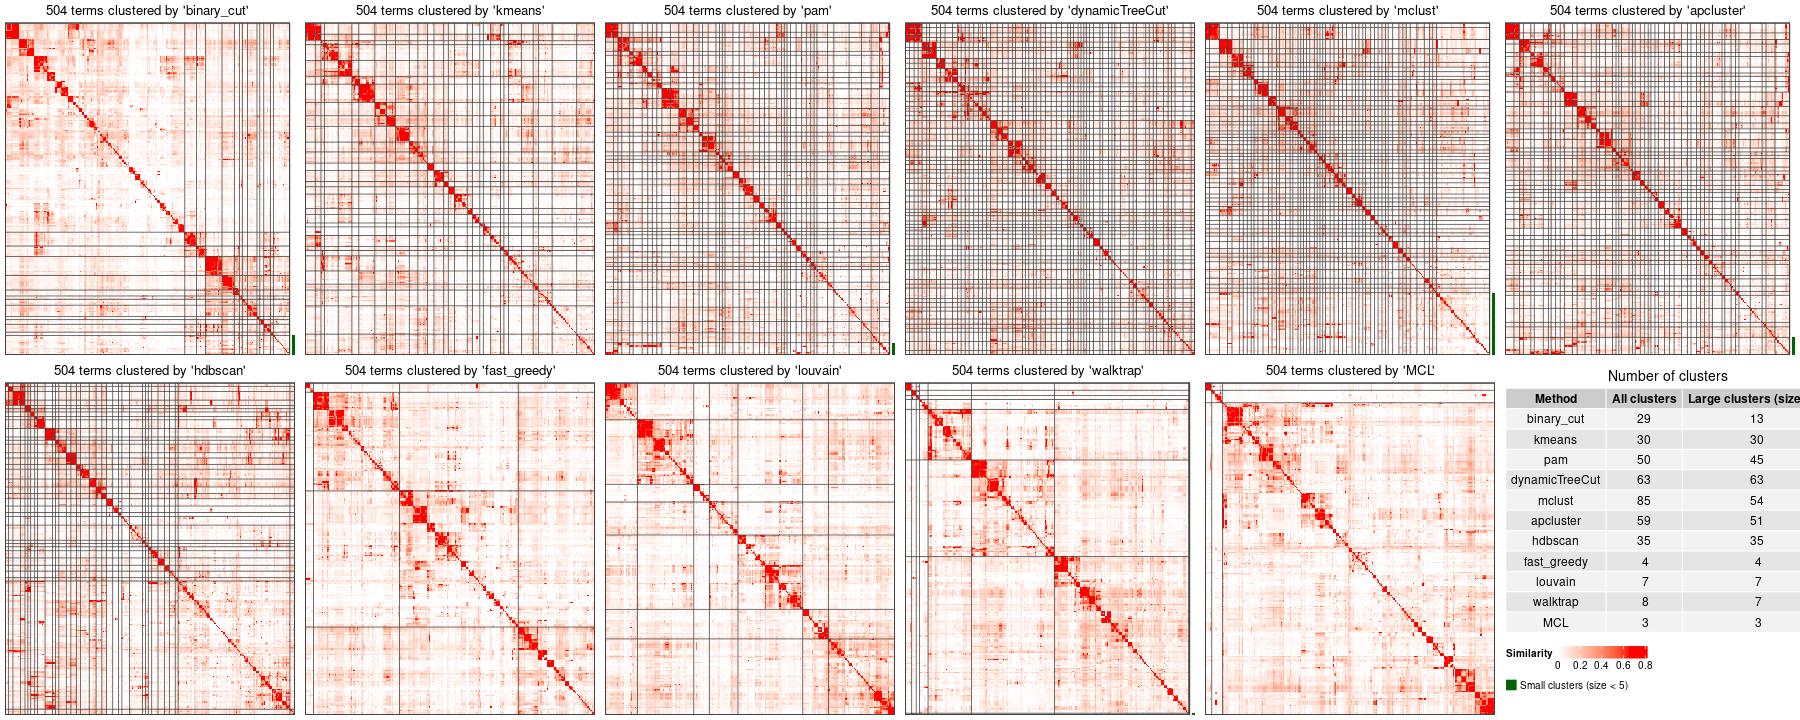 504 terms clustered by 'binary_cut'
504 terms clustered by 'kmeans'
504 terms clustered by 'pam'
504 terms clustered by 'dynamicTreeCut'
504 terms clustered by 'mclust'
504 terms clustered by 'apcluster'
504 terms clustered by 'hdbscan'
504 terms clustered by 'fast_greedy'
504 terms clustered by 'louvain'
504 terms clustered by 'walktrap'
504 terms clustered by 'MCL'
Number of clusters
Method All clusters Large clusters (size
binary_cut 29 13
kmeans 30 30
pam 50 45
dynamicTreeCut 63 63
mclust 85 54
apcluster 59 51
hdbscan 35 35
fast_greedy 4 4
louvain 7 7
walktrap 8 7
MCL 3 3
Similarity
0 0.2 0.4 0.6 0.8
Small clusters (size < 5)